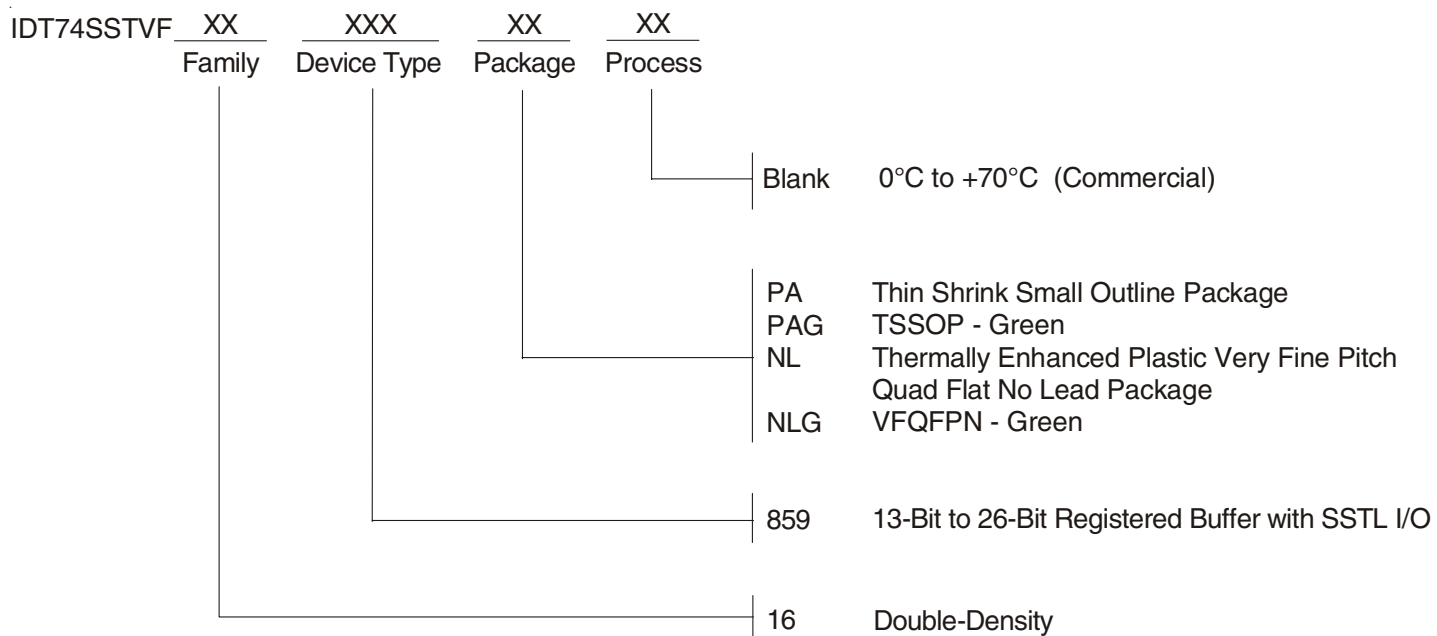 IDT74SSTVF XX XXX XX XX
Family Device Type Package Process
Blank 0°C to +70°C (Commercial)
PA Thin Shrink Small Outline Package
PAG TSSOP - Green
NL Thermally Enhanced Plastic Very Fine Pitch
Quad Flat No Lead Package
NLG VFQFPN - Green
859 13-Bit to 26-Bit Registered Buffer with SSTL I/O
16 Double-Density